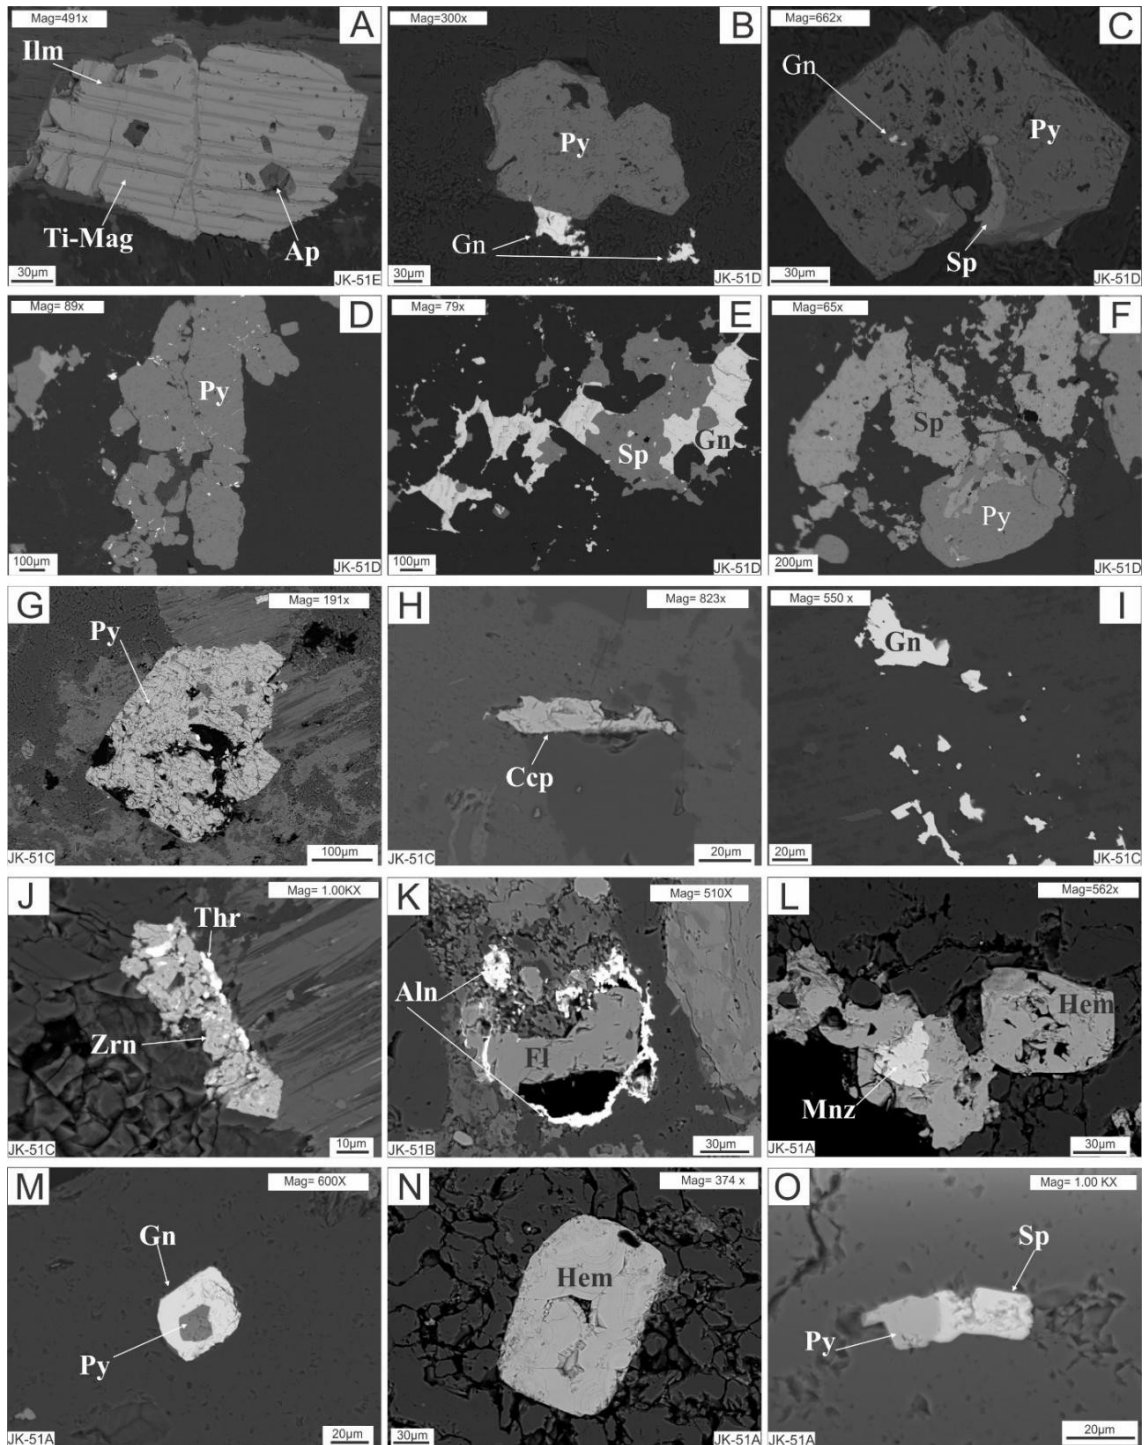 Mag=491x
A
Ilm
Ti-Mag
Ap
30µm
JK-51E
Mag=300x
B
Py
Gn
30µm
JK-51D
Mag=662x
C
Gn
Py
Sp
30µm
JK-51D
Mag= 89x
D
Py
100µm
JK-51D
Mag= 79x
E
Sp
Gn
100µm
JK-51D
Mag=65x
F
Sp
Py
200µm
JK-51D
G
Mag= 191x
Py
JK-51C
100µm
H
Mag= 823x
Ccp
JK-51C
20µm
Mag= 550 x
I
Gn
20µm
JK-51C
J
Mag= 1.00KX
Thr
Zrn
JK-51C
10µm
K
Mag= 510X
Aln
Fl
JK-51B
30µm
L
Mag=562x
Hem
Mnz
JK-51A
30µm
M
Mag= 600X
Gn
Py
JK-51A
20µm
N
Mag= 374 x
Hem
30µm
JK-51A
O
Mag= 1.00 KX
Sp
Py
JK-51A
20µm